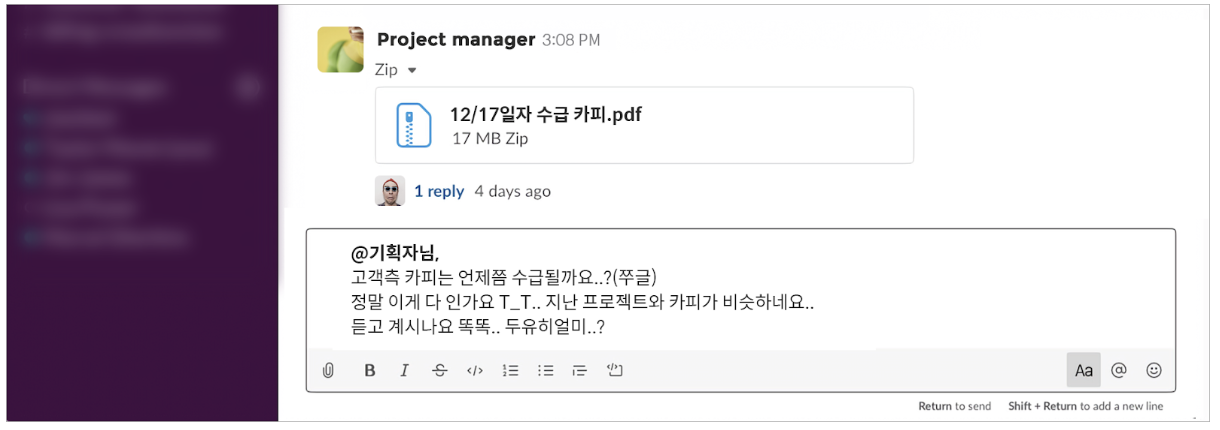 Project manager 3:08 PM
Zip
12/17일자 수급 카피.pdf
17 MB Zip
1 reply 4 days ago
@기획자님,
고객측 카피는 언제쯤 수급될까요..?(쭈글)
정말 이게 다 인가요 T_T.. 지난 프로젝트와 카피가 비슷하네요..
듣고 계시나요 똑똑.. 두유히얼미..?
B I S </> Aa @
Return to send Shift + Return to add a new line